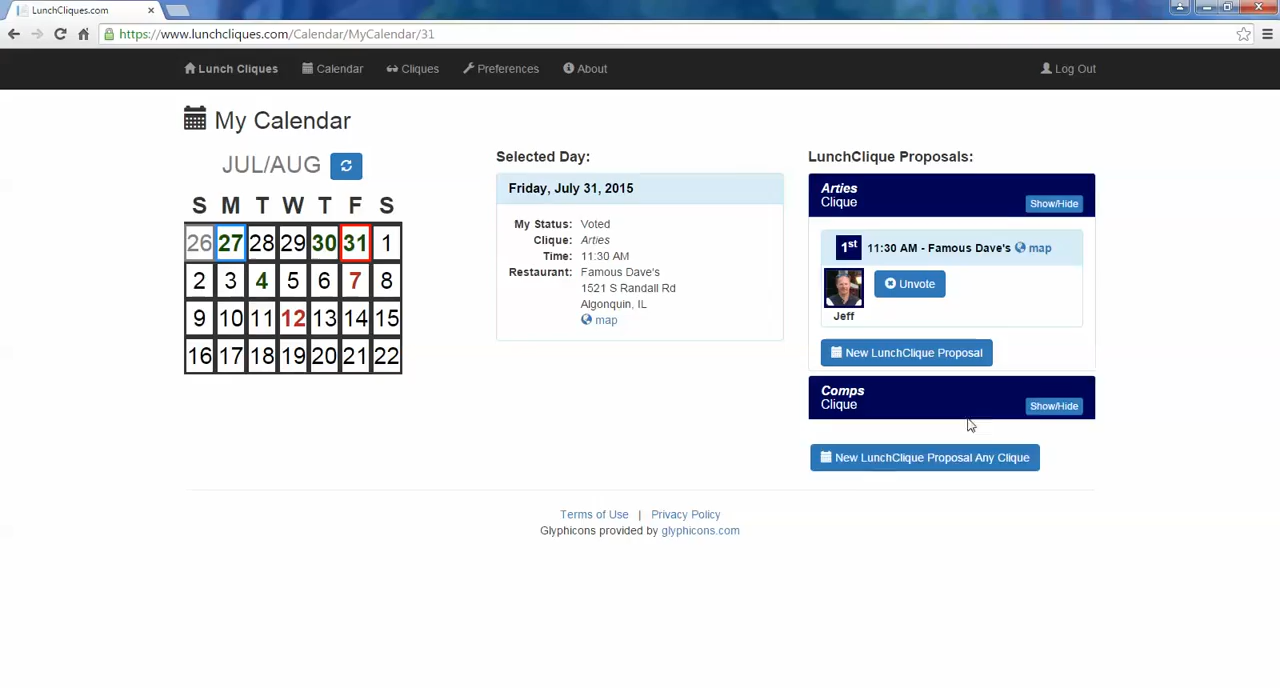 LunchCliques.com
https://www.lunchcliques.com/Calendar/MyCalendar/31
Lunch Cliques Calendar Cliques Preferences About Log Out
My Calendar
JUL/AUG
S M T W T F S
26 27 28 29 30 31 1
2 3 4 5 6 7 8
9 10 11 12 13 14 15
16 17 18 19 20 21 22
Selected Day:
Friday, July 31, 2015
My Status: Voted
Clique: Arties
Time: 11:30 AM
Restaurant: Famous Dave's
1521 S Randall Rd
Algonquin, IL
map
LunchClique Proposals:
Arties
Clique Show/Hide
1st 11:30 AM - Famous Dave's map
Unvote
Jeff
New LunchClique Proposal
Comps
Clique Show/Hide
New LunchClique Proposal Any Clique
Terms of Use | Privacy Policy
Glyphicons provided by glyphicons.com